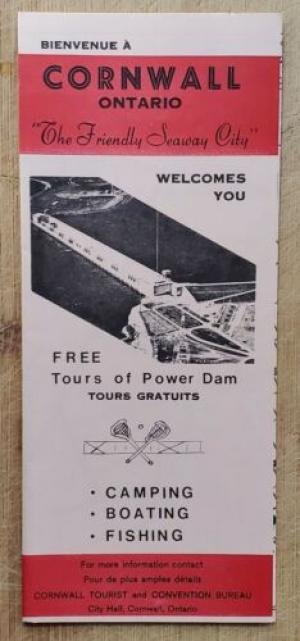 BIENVENUE À
CORNWALL
ONTARIO
"The Friendly Seaway City"
WELCOMES
YOU
FREE
Tours of Power Dam
TOURS GRATUITS
• CAMPING
• BOATING
• FISHING
For more information contact
Pour de plus amples détails
CORNWALL TOURIST and CONVENTION BUREAU
City Hall, Cornwall, Ontario